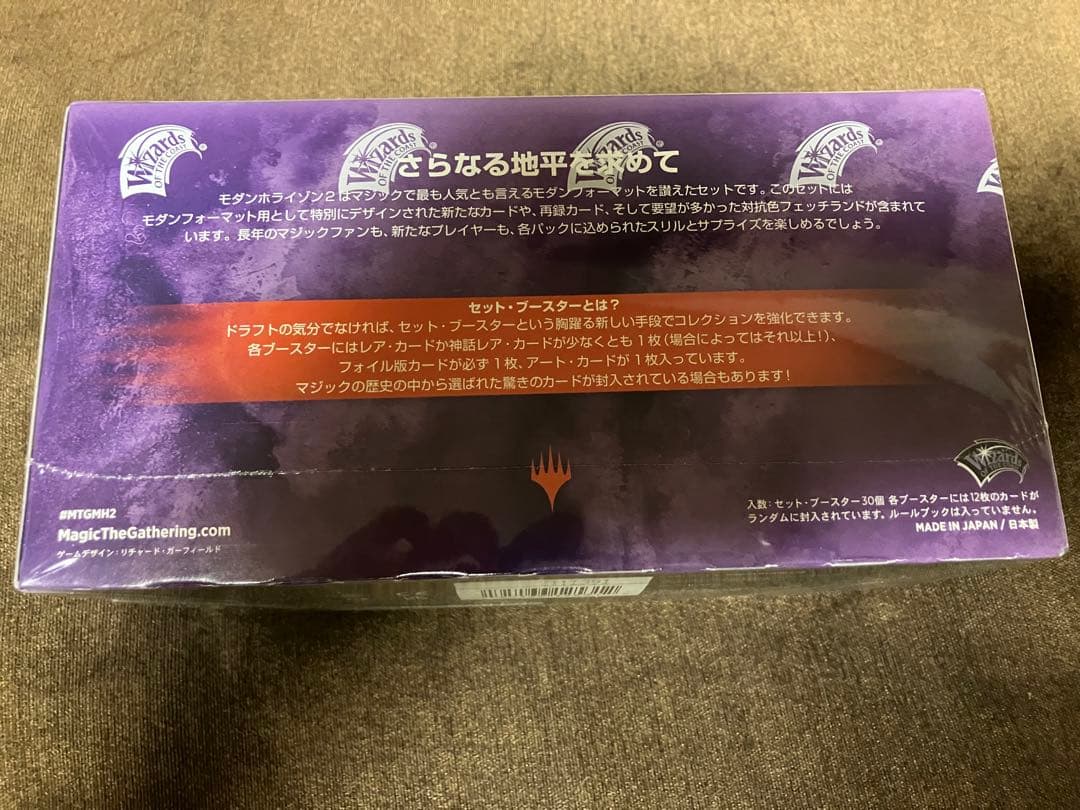 Wizards OF THE COAST
Wizards OF THE COAST
Wizards OF THE COAST
Wizards OF THE COAST
さらなる地平を求めて
モダンホライゾン2はマジックで最も人気とも言えるモダンフォーマットを讃えたセットです。このセットには
モダンフォーマット用として特別にデザインされた新たなカードや、再録カード、そして要望が多かった対抗色フェッチランドが含まれて
います。長年のマジックファンも、新たなプレイヤーも、各パックに込められたスリルとサプライズを楽しめるでしょう。
セット・ブースターとは?
ドラフトの気分でなければ、セット・ブースターという胸躍る新しい手段でコレクションを強化できます。
各ブースターにはレア・カードか神話レア・カードが少なくとも1枚(場合によってはそれ以上!)、
フォイル版カードが必ず1枚、アート・カードが1枚入っています。
マジックの歴史の中から選ばれた驚きのカードが封入されている場合もあります!
Wizards
#MTGMH2
MagicTheGathering.com
ゲームデザイン:リチャード・ガーフィールド
入数:セット・ブースター30個 各ブースターには12枚のカードが
ランダムに封入されています。ルールブックは入っていません。
MADE IN JAPAN / 日本製